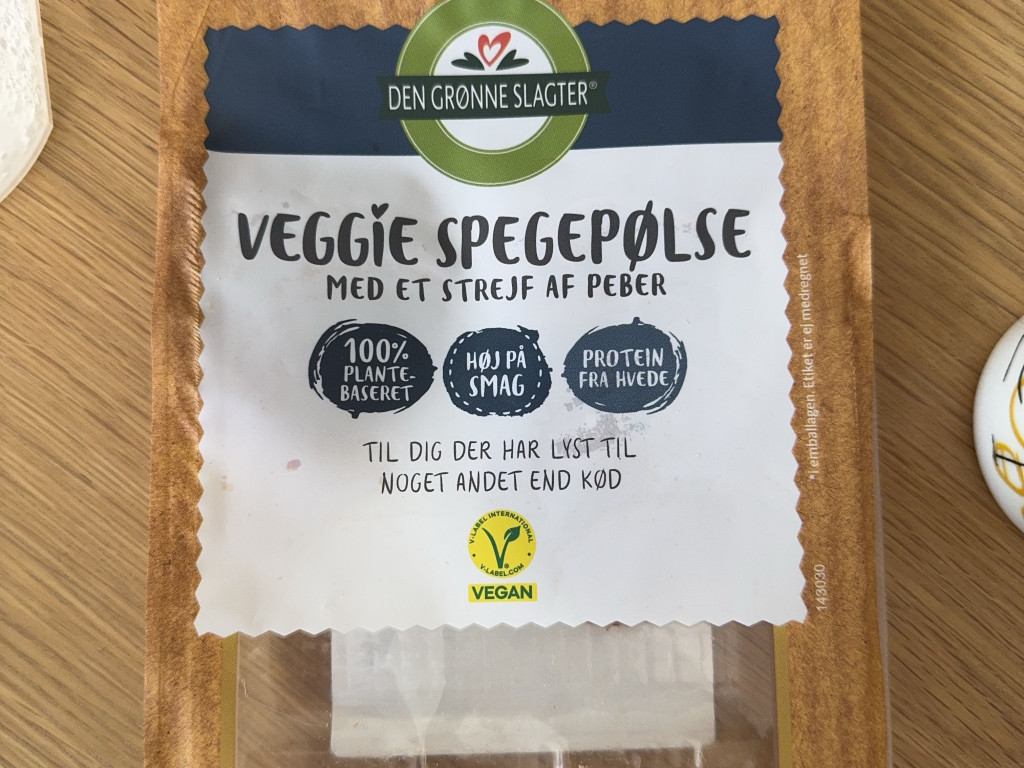 DEN GRØNNE SLAGTER®
VEGGIE SPEGEPØLSE
MED ET STREJF AF PEBER
100%
PLANTE-
BASERET
HØJ PÅ
SMAG
PROTEIN
FRA HVEDE
TIL DIG DER HAR LYST TIL
NOGET ANDET END KØD
V-LABEL INTERNATIONAL
V-LABEL.COM
VEGAN
*i emballagen. Etiket er ej medregnet
143030